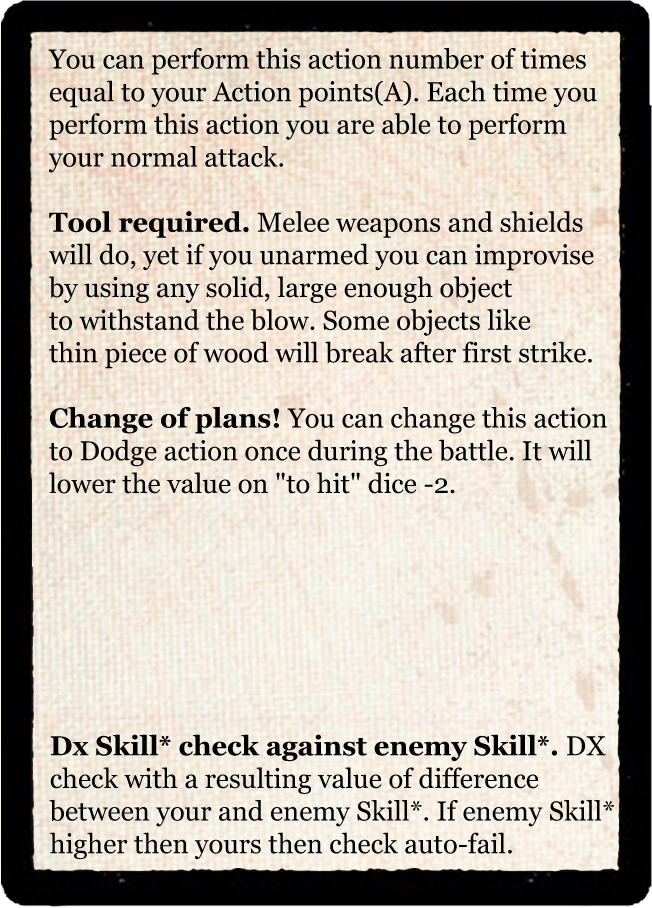 You can perform this action number of times
equal to your Action points(A). Each time you
perform this action you are able to perform
your normal attack.
Tool required. Melee weapons and shields
will do, yet if you unarmed you can improvise
by using any solid, large enough object
to withstand the blow. Some objects like
thin piece of wood will break after first strike.
Change of plans! You can change this action
to Dodge action once during the battle. It will
lower the value on "to hit" dice -2.
Dx Skill* check against enemy Skill*. DX
check with a resulting value of difference
between your and enemy Skill*. If enemy Skill*
higher then yours then check auto-fail.